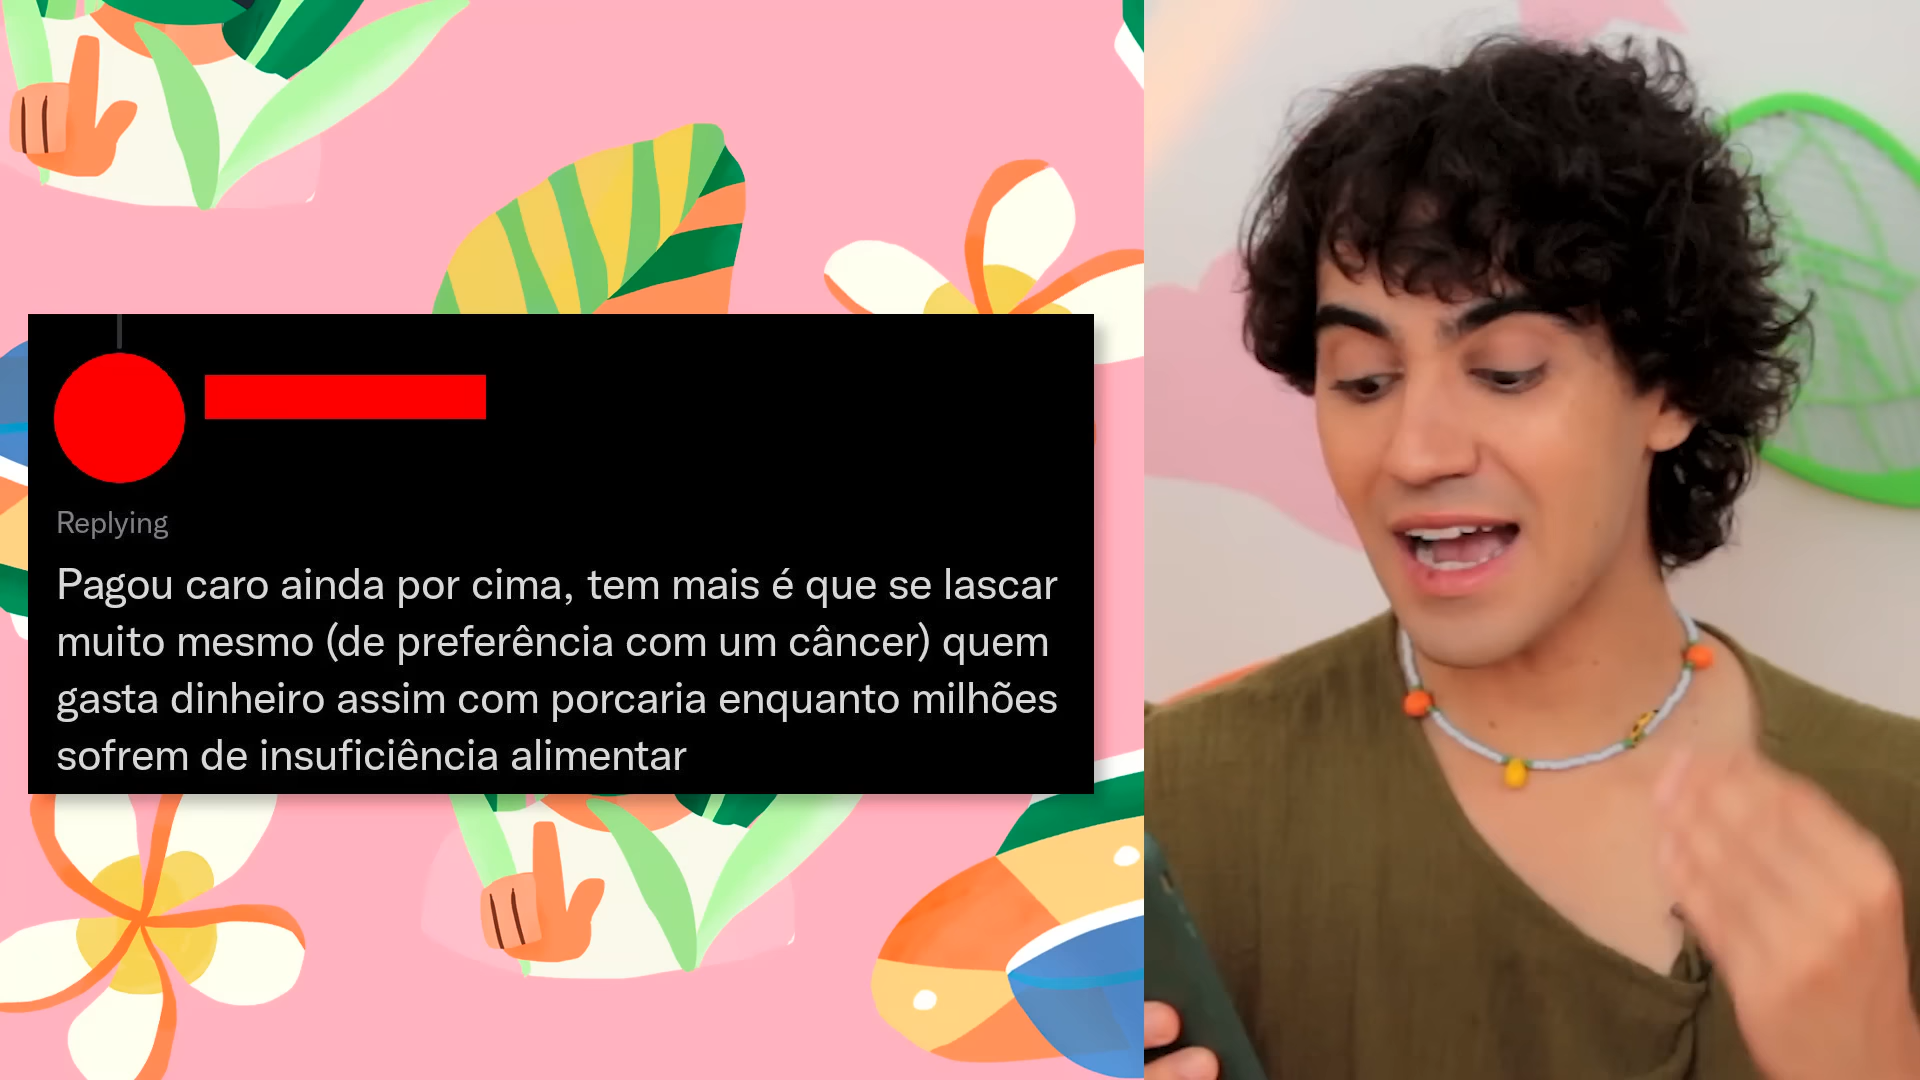 Replying
Pagou caro ainda por cima, tem mais é que se lascar
muito mesmo (de preferência com um câncer) quem
gasta dinheiro assim com porcaria enquanto milhões
sofrem de insuficiência alimentar